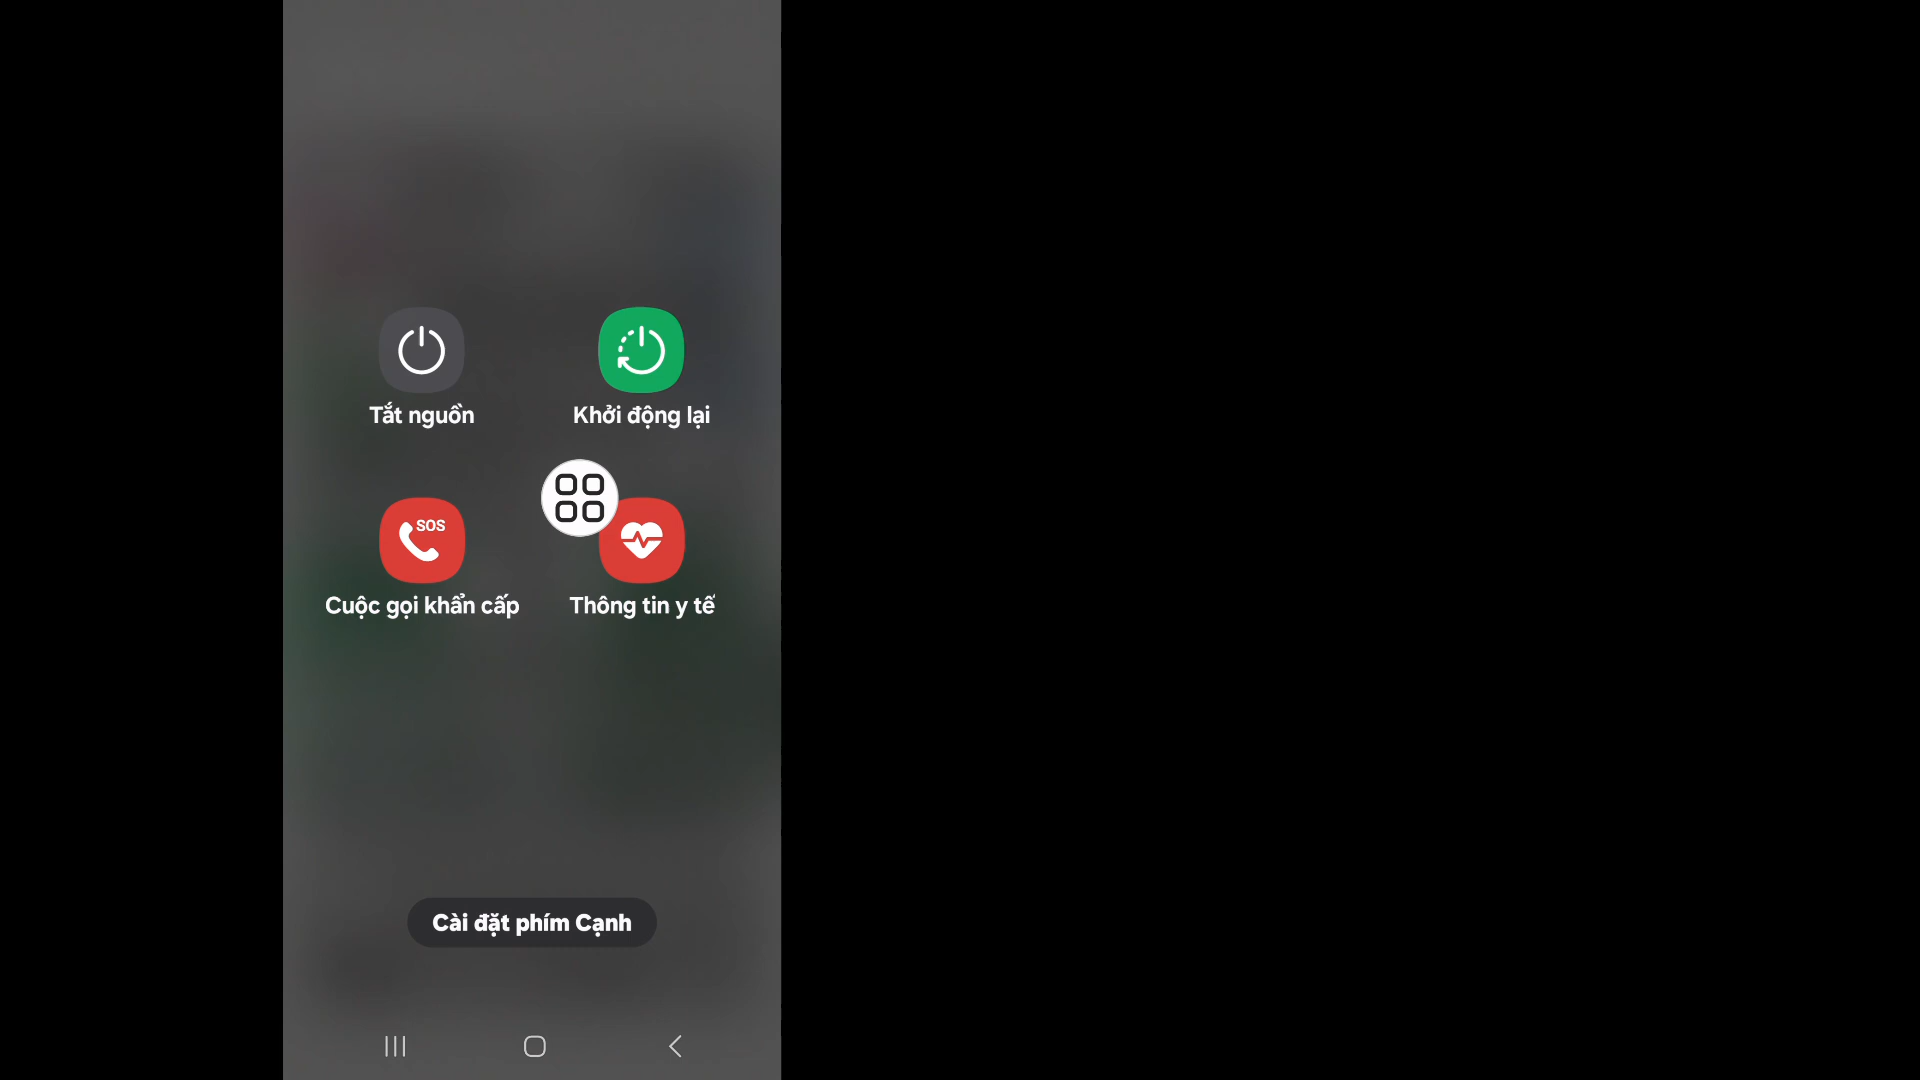 Tắt nguồn
Khởi động lại
SOS
Cuộc gọi khẩn cấp
Thông tin y tế
Cài đặt phím Cạnh